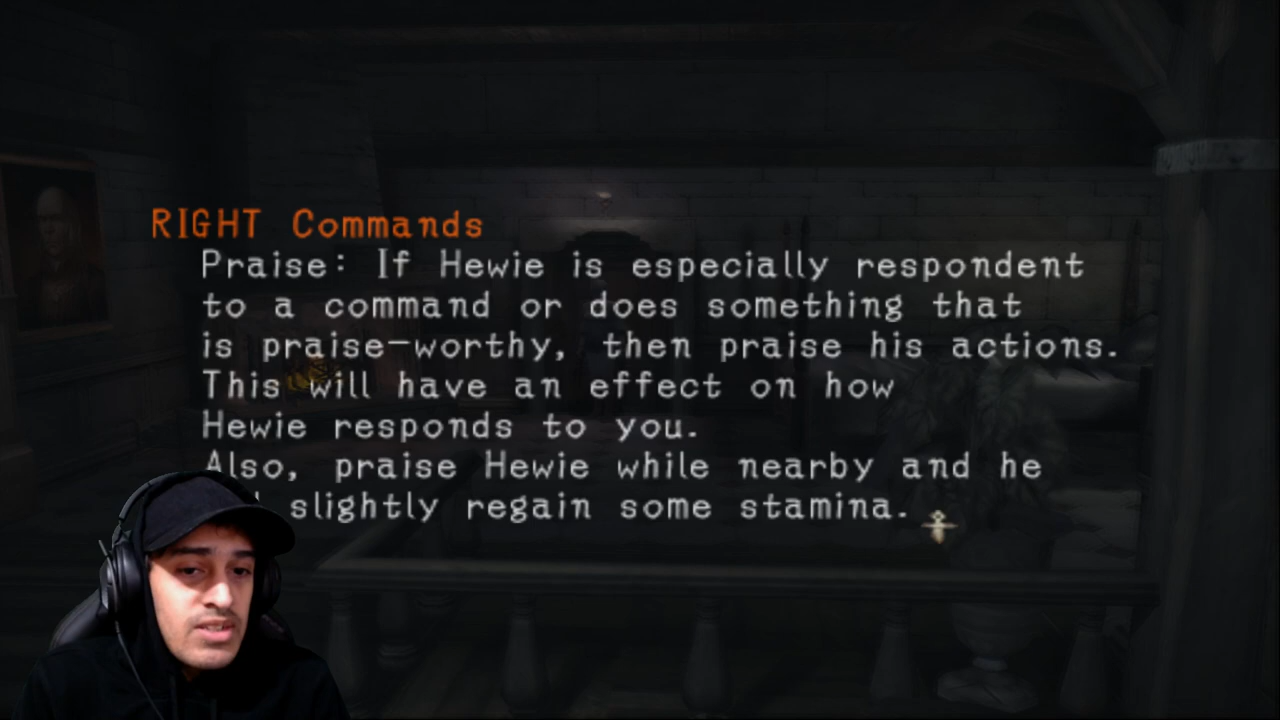 RIGHT Commands
Praise: If Hewie is especially respondent
to a command or does something that
is praise-worthy, then praise his actions.
This will have an effect on how
Hewie responds to you.
Also, praise Hewie while nearby and he
slightly regain some stamina.